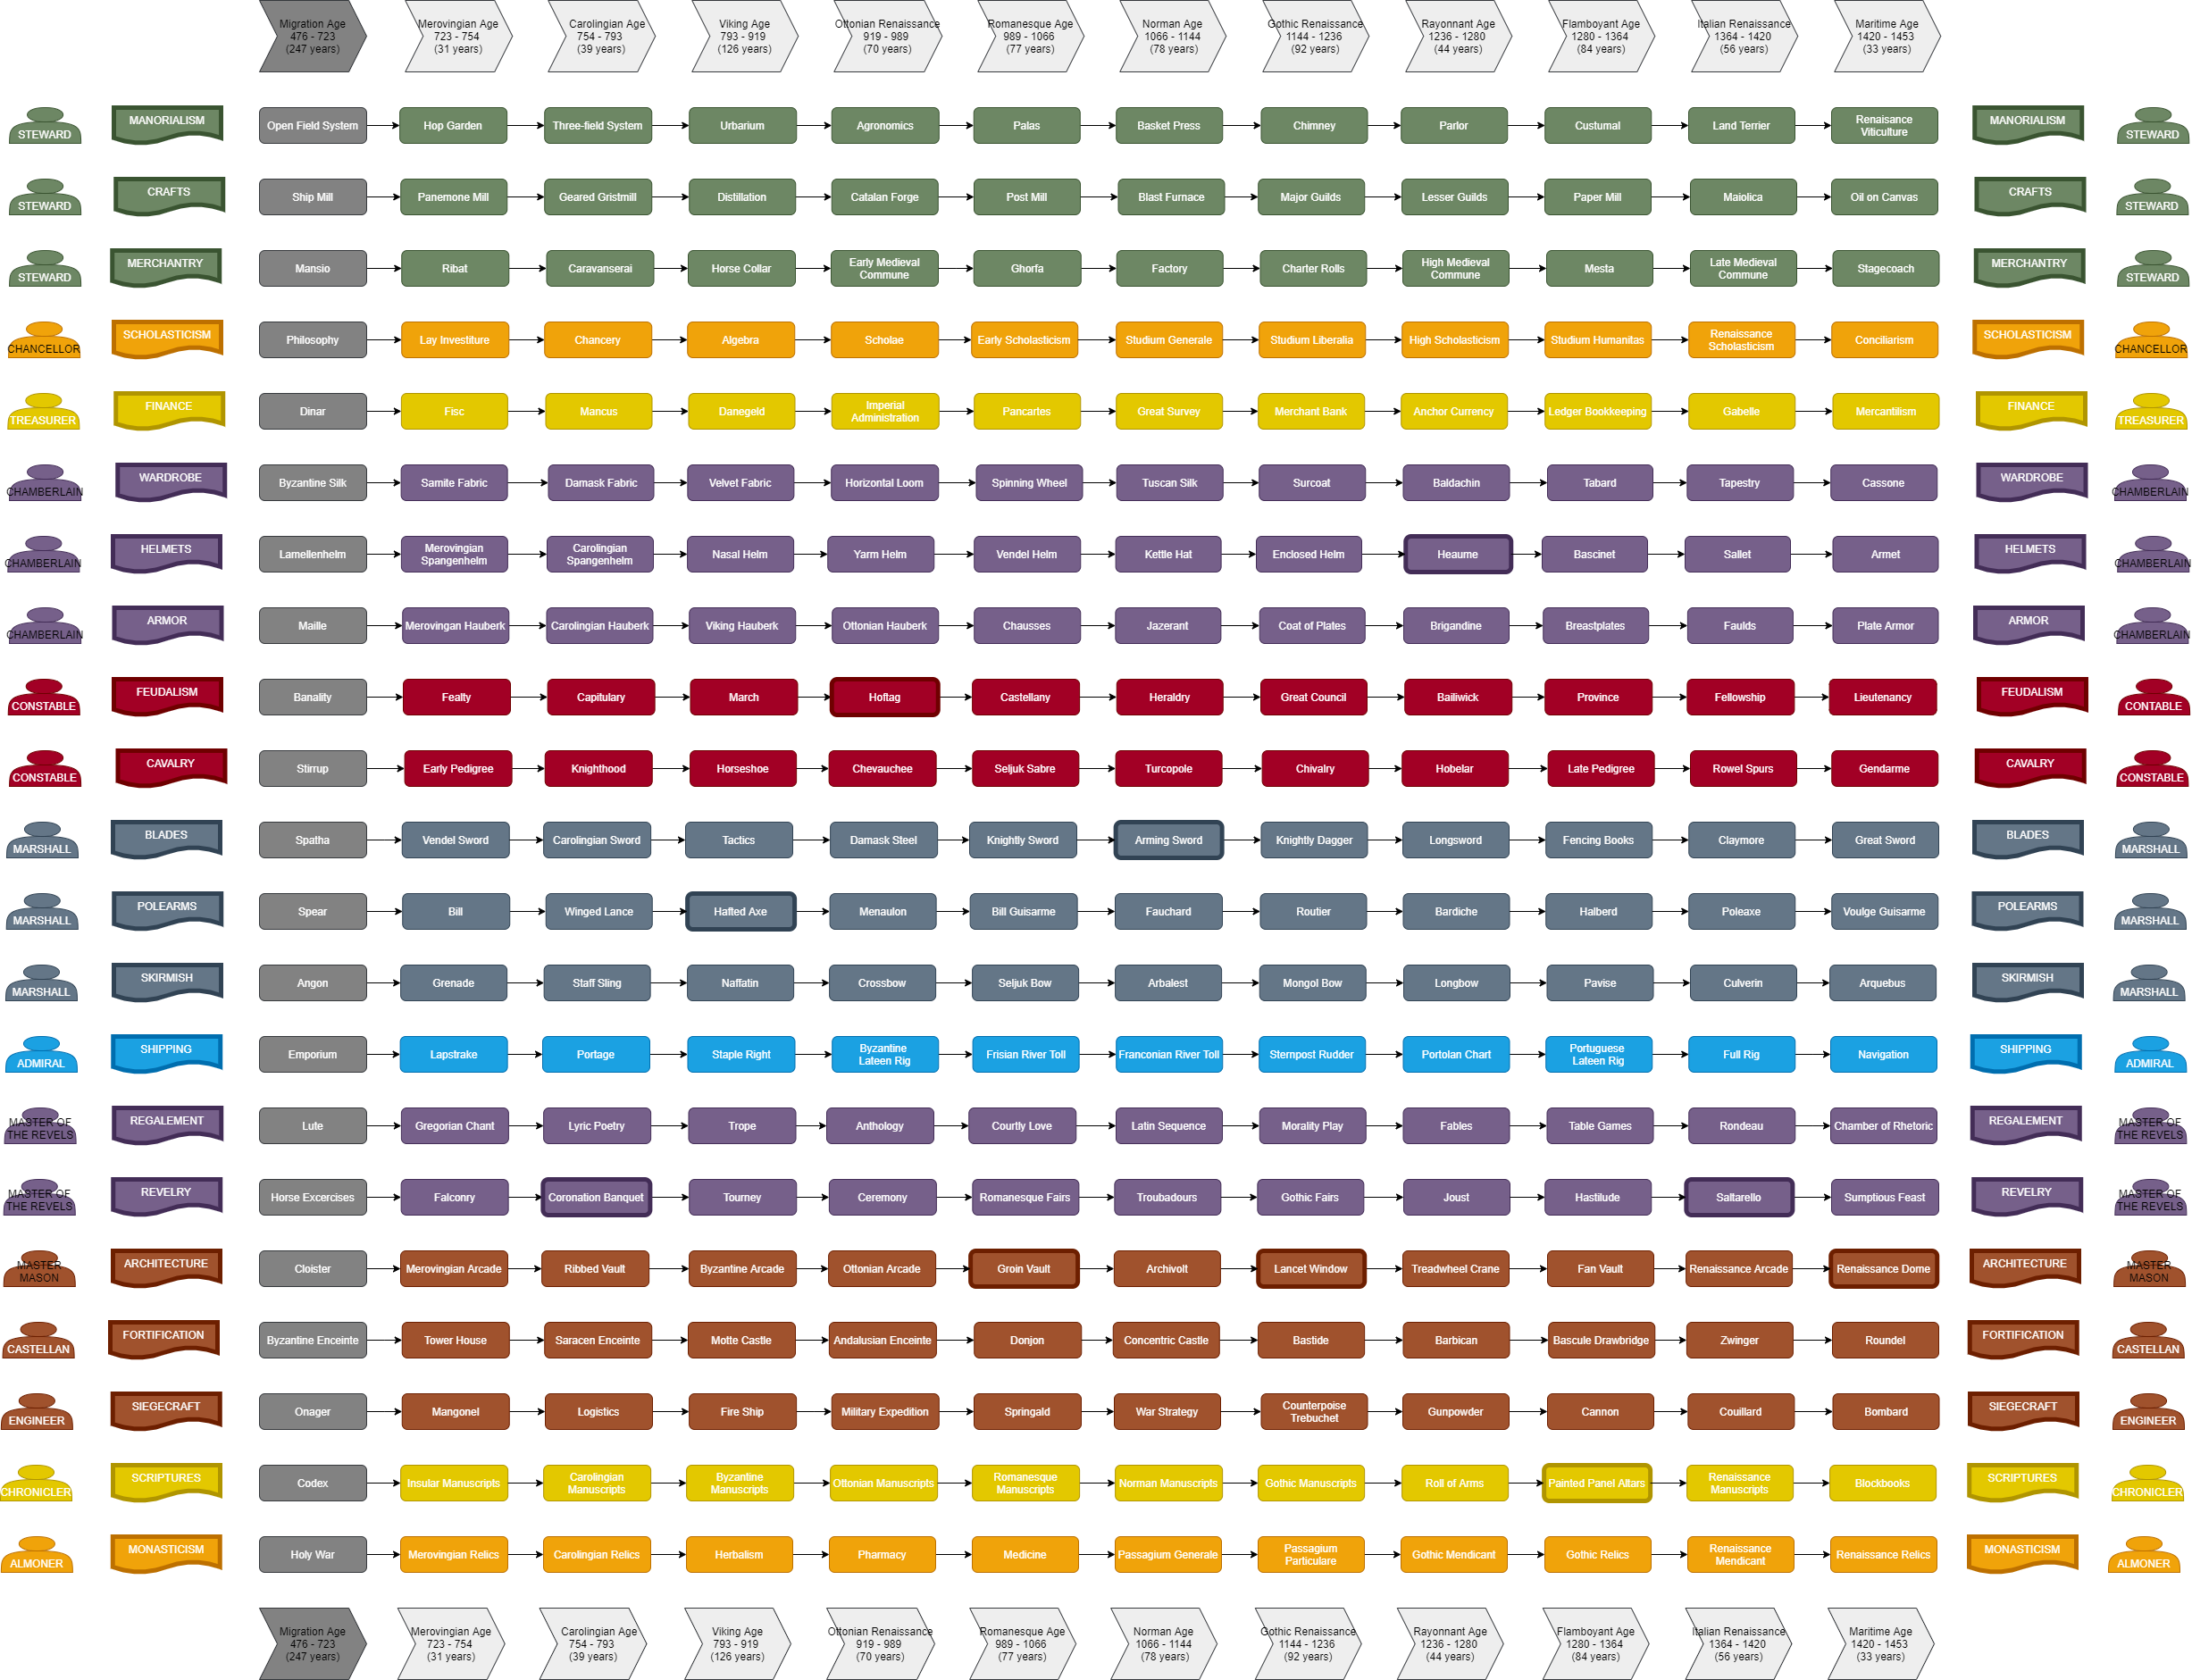 Migration Age
476 - 723
(247 years)
Merovingian Age
723 - 754
(31 years)
Carolingian Age
754 - 793
(39 years)
Viking Age
793 - 919
(126 years)
Ottonian Renaissance
919 - 989
(70 years)
Romanesque Age
989 - 1066
(77 years)
Norman Age
1066 - 1144
(78 years)
Gothic Renaissance
1144 - 1236
(92 years)
Rayonnant Age
1236 - 1280
(44 years)
Flamboyant Age
1280 - 1364
(84 years)
Italian Renaissance
1364 - 1420
(56 years)
Maritime Age
1420 - 1453
(33 years)
STEWARD
MANORIALISM
Open Field System
Hop Garden
Three-field System
Urbarium
Agronomics
Palas
Basket Press
Chimney
Parlor
Custumal
Land Terrier
Renaisance
Viticulture
MANORIALISM
STEWARD
STEWARD
CRAFTS
Ship Mill
Panemone Mill
Geared Gristmill
Distillation
Catalan Forge
Post Mill
Blast Furnace
Major Guilds
Lesser Guilds
Paper Mill
Maiolica
Oil on Canvas
CRAFTS
STEWARD
STEWARD
MERCHANTRY
Mansio
Ribat
Caravanserai
Horse Collar
Early Medieval
Commune
Ghorfa
Factory
Charter Rolls
High Medieval
Commune
Mesta
Late Medieval
Commune
Stagecoach
MERCHANTRY
STEWARD
CHANCELLOR
SCHOLASTICISM
Philosophy
Lay Investiture
Chancery
Algebra
Scholae
Early Scholasticism
Studium Generale
Studium Liberalia
High Scholasticism
Studium Humanitas
Renaissance
Scholasticism
Conciliarism
SCHOLASTICISM
CHANCELLOR
TREASURER
FINANCE
Dinar
Fisc
Mancus
Danegeld
Imperial
Administration
Pancartes
Great Survey
Merchant Bank
Anchor Currency
Ledger Bookkeeping
Gabelle
Mercantilism
FINANCE
TREASURER
CHAMBERLAIN
WARDROBE
Byzantine Silk
Samite Fabric
Damask Fabric
Velvet Fabric
Horizontal Loom
Spinning Wheel
Tuscan Silk
Surcoat
Baldachin
Tabard
Tapestry
Cassone
WARDROBE
CHAMBERLAIN
CHAMBERLAIN
HELMETS
Lamellenhelm
Merovingian
Spangenhelm
Carolingian
Spangenhelm
Nasal Helm
Yarm Helm
Vendel Helm
Kettle Hat
Enclosed Helm
Heaume
Bascinet
Sallet
Armet
HELMETS
CHAMBERLAIN
CHAMBERLAIN
ARMOR
Maille
Merovingan Hauberk
Carolingian Hauberk
Viking Hauberk
Ottonian Hauberk
Chausses
Jazerant
Coat of Plates
Brigandine
Breastplates
Faulds
Plate Armor
ARMOR
CHAMBERLAIN
CONSTABLE
FEUDALISM
Banality
Fealty
Capitulary
March
Hoftag
Castellany
Heraldry
Great Council
Bailiwick
Province
Fellowship
Lieutenancy
FEUDALISM
CONTABLE
CONSTABLE
CAVALRY
Stirrup
Early Pedigree
Knighthood
Horseshoe
Chevauchee
Seljuk Sabre
Turcopole
Chivalry
Hobelar
Late Pedigree
Rowel Spurs
Gendarme
CAVALRY
CONSTABLE
MARSHALL
BLADES
Spatha
Vendel Sword
Carolingian Sword
Tactics
Damask Steel
Knightly Sword
Arming Sword
Knightly Dagger
Longsword
Fencing Books
Claymore
Great Sword
BLADES
MARSHALL
MARSHALL
POLEARMS
Spear
Bill
Winged Lance
Hafted Axe
Menaulon
Bill Guisarme
Fauchard
Routier
Bardiche
Halberd
Poleaxe
Voulge Guisarme
POLEARMS
MARSHALL
MARSHALL
SKIRMISH
Angon
Grenade
Staff Sling
Naffatin
Crossbow
Seljuk Bow
Arbalest
Mongol Bow
Longbow
Pavise
Culverin
Arquebus
SKIRMISH
MARSHALL
ADMIRAL
SHIPPING
Emporium
Lapstrake
Portage
Staple Right
Byzantine
Lateen Rig
Frisian River Toll
Franconian River Toll
Sternpost Rudder
Portolan Chart
Portuguese
Lateen Rig
Full Rig
Navigation
SHIPPING
ADMIRAL
MASTER OF
THE REVELS
REGALEMENT
Lute
Gregorian Chant
Lyric Poetry
Trope
Anthology
Courtly Love
Latin Sequence
Morality Play
Fables
Table Games
Rondeau
Chamber of Rhetoric
REGALEMENT
MASTER OF
THE REVELS
MASTER OF
THE REVELS
REVELRY
Horse Excercises
Falconry
Coronation Banquet
Tourney
Ceremony
Romanesque Fairs
Troubadours
Gothic Fairs
Joust
Hastilude
Saltarello
Sumptious Feast
REVELRY
MASTER OF
THE REVELS
MASTER
MASON
ARCHITECTURE
Cloister
Merovingian Arcade
Ribbed Vault
Byzantine Arcade
Ottonian Arcade
Groin Vault
Archivolt
Lancet Window
Treadwheel Crane
Fan Vault
Renaissance Arcade
Renaissance Dome
ARCHITECTURE
MASTER
MASON
CASTELLAN
FORTIFICATION
Byzantine Enceinte
Tower House
Saracen Enceinte
Motte Castle
Andalusian Enceinte
Donjon
Concentric Castle
Bastide
Barbican
Bascule Drawbridge
Zwinger
Roundel
FORTIFICATION
CASTELLAN
ENGINEER
SIEGECRAFT
Onager
Mangonel
Logistics
Fire Ship
Military Expedition
Springald
War Strategy
Counterpoise
Trebuchet
Gunpowder
Cannon
Couillard
Bombard
SIEGECRAFT
ENGINEER
CHRONICLER
SCRIPTURES
Codex
Insular Manuscripts
Carolingian
Manuscripts
Byzantine
Manuscripts
Ottonian Manuscripts
Romanesque
Manuscripts
Norman Manuscripts
Gothic Manuscripts
Roll of Arms
Painted Panel Altars
Renaissance
Manuscripts
Blockbooks
SCRIPTURES
CHRONICLER
ALMONER
MONASTICISM
Holy War
Merovingian Relics
Carolingian Relics
Herbalism
Pharmacy
Medicine
Passagium Generale
Passagium
Particulare
Gothic Mendicant
Gothic Relics
Renaissance
Mendicant
Renaissance Relics
MONASTICISM
ALMONER
Migration Age
476 - 723
(247 years)
Merovingian Age
723 - 754
(31 years)
Carolingian Age
754 - 793
(39 years)
Viking Age
793 - 919
(126 years)
Ottonian Renaissance
919 - 989
(70 years)
Romanesque Age
989 - 1066
(77 years)
Norman Age
1066 - 1144
(78 years)
Gothic Renaissance
1144 - 1236
(92 years)
Rayonnant Age
1236 - 1280
(44 years)
Flamboyant Age
1280 - 1364
(84 years)
Italian Renaissance
1364 - 1420
(56 years)
Maritime Age
1420 - 1453
(33 years)